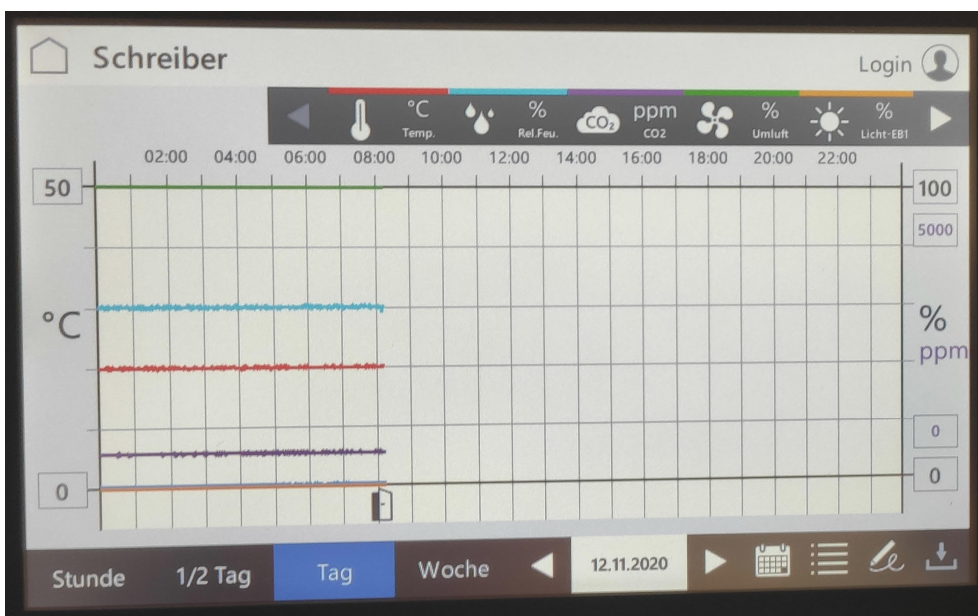 Schreiber
Login
°C % ppm % %
Temp. Rel.Feu. CO₂ CO2 Umluft Licht-EB1
02:00 04:00 06:00 08:00 10:00 12:00 14:00 16:00 18:00 20:00 22:00
50 100
5000
°C %
ppm
0
0 0
Stunde 1/2 Tag Tag Woche 12.11.2020